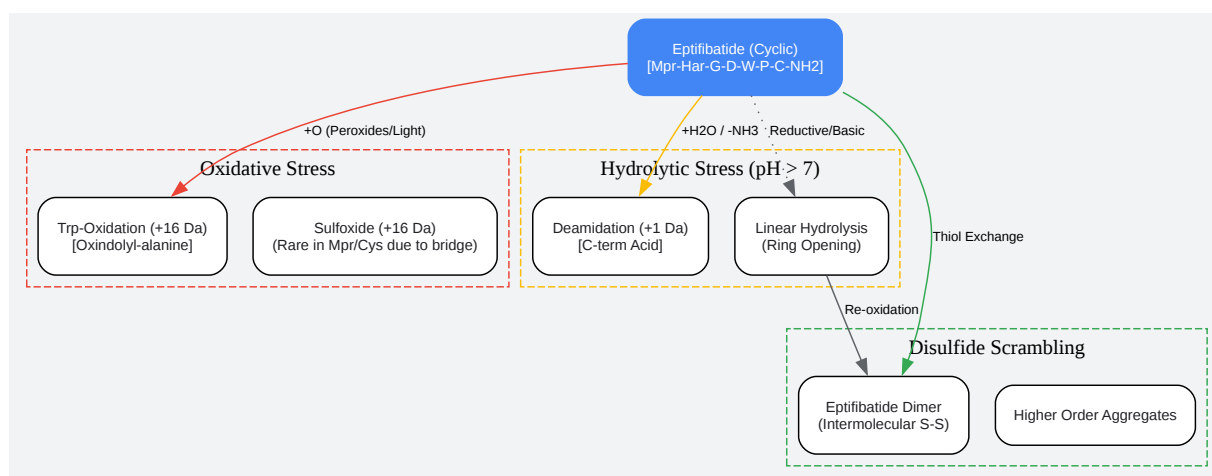 Eptifibatide (Cyclic)
[Mpr-Har-G-D-W-P-C-NH2]
+O (Peroxides/Light)
+H2O / -NH3
Reductive/Basic
Oxidative Stress
Hydrolytic Stress (pH > 7)
Trp-Oxidation (+16 Da)
[Oxindolyl-alanine]
Sulfoxide (+16 Da)
(Rare in Mpr/Cys due to bridge)
Deamidation (+1 Da)
[C-term Acid]
Linear Hydrolysis
(Ring Opening)
Thiol Exchange
Re-oxidation
Disulfide Scrambling
Eptifibatide Dimer
(Intermolecular S-S)
Higher Order Aggregates